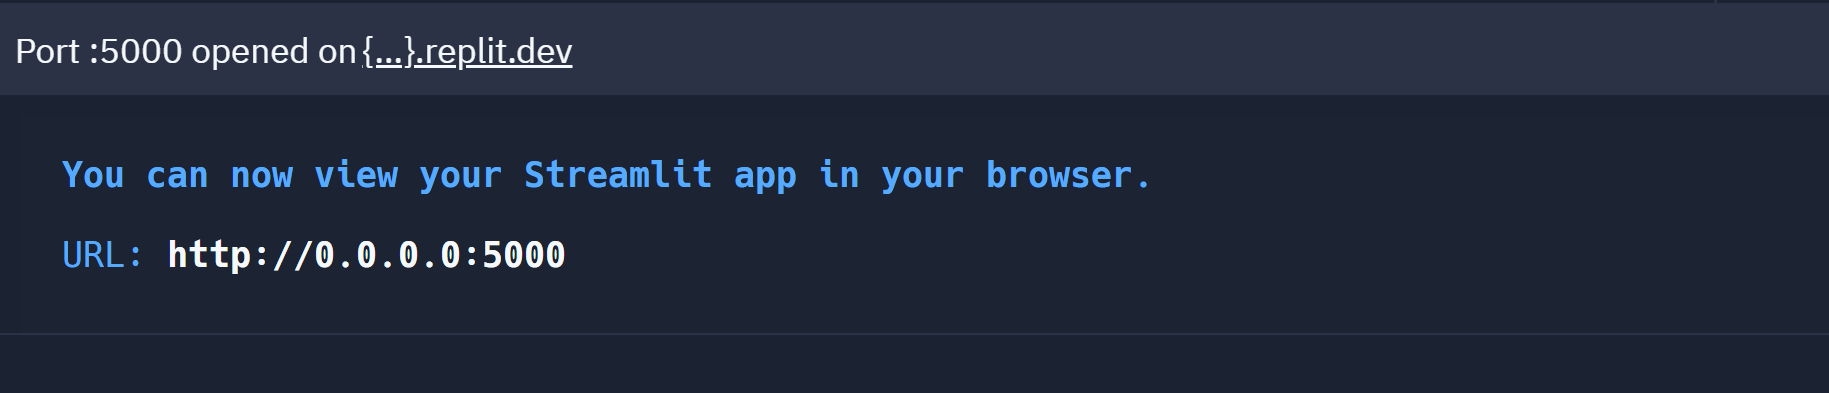 Port :5000 opened on {...}.replit.dev
You can now view your Streamlit app in your browser.
URL: http://0.0.0.0:5000